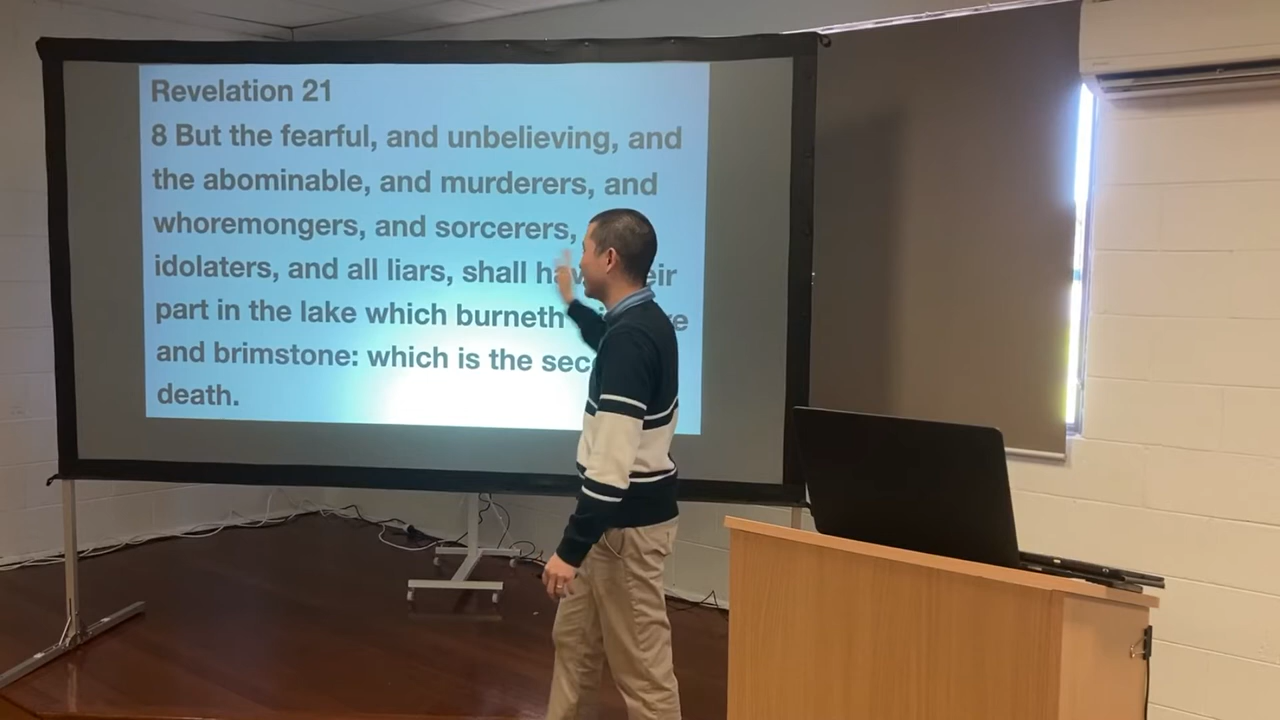 Revelation 21
8 But the fearful, and unbelieving, and
the abominable, and murderers, and
whoremongers, and sorcerers,
idolaters, and all liars, shall
part in the lake which burneth
and brimstone: which is the
death.